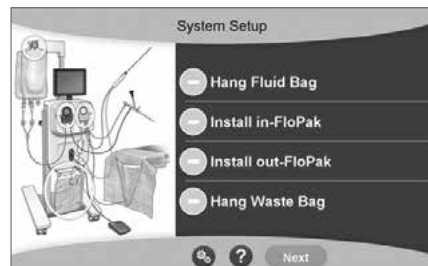 System Setup
Hang Fluid Bag
Install in-FloPak
Install out-FloPak
Hang Waste Bag
?
Next